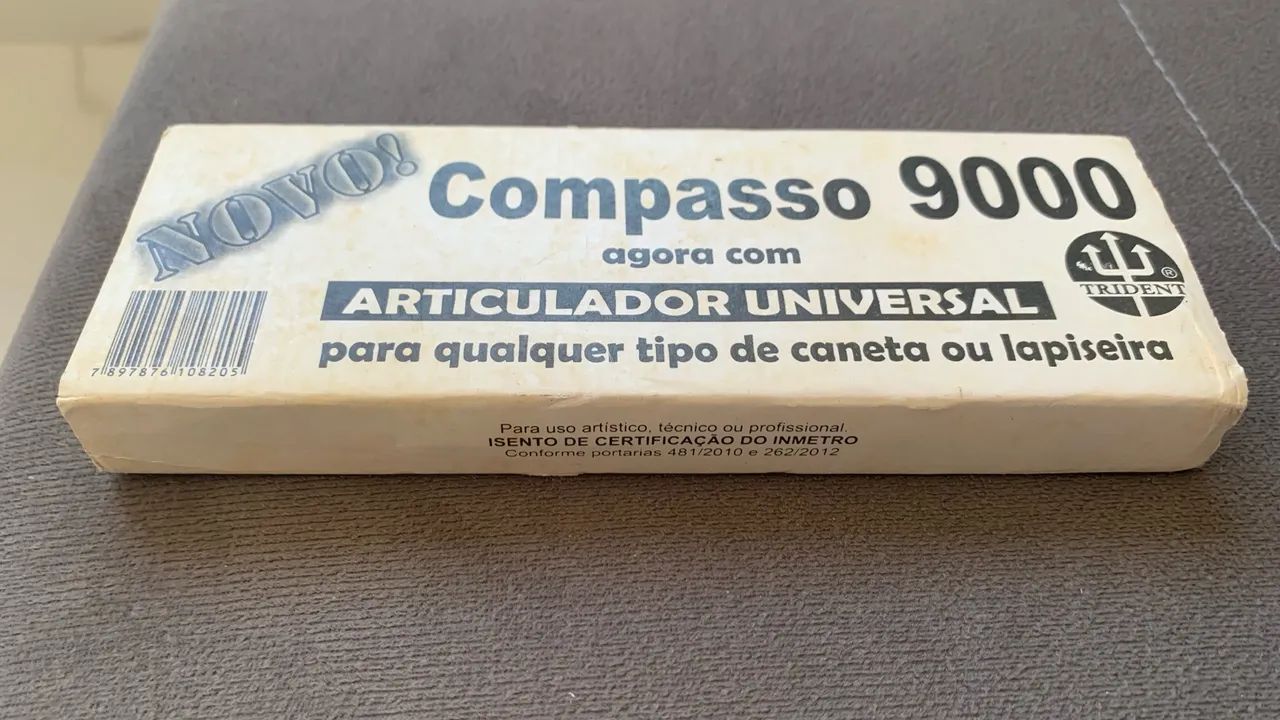 NOVO!
Compasso 9000
agora com
ARTICULADOR UNIVERSAL
para qualquer tipo de caneta ou lapiseira
TRIDENT®
7 897876 108205
Para uso artístico, técnico ou profissional.
ISENTO DE CERTIFICAÇÃO DO INMETRO
Conforme portarias 481/2010 e 262/2012